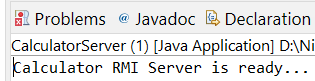 Problems Javadoc Declaration
CalculatorServer (1) [Java Application] D:\Ni
Calculator RMI Server is ready...